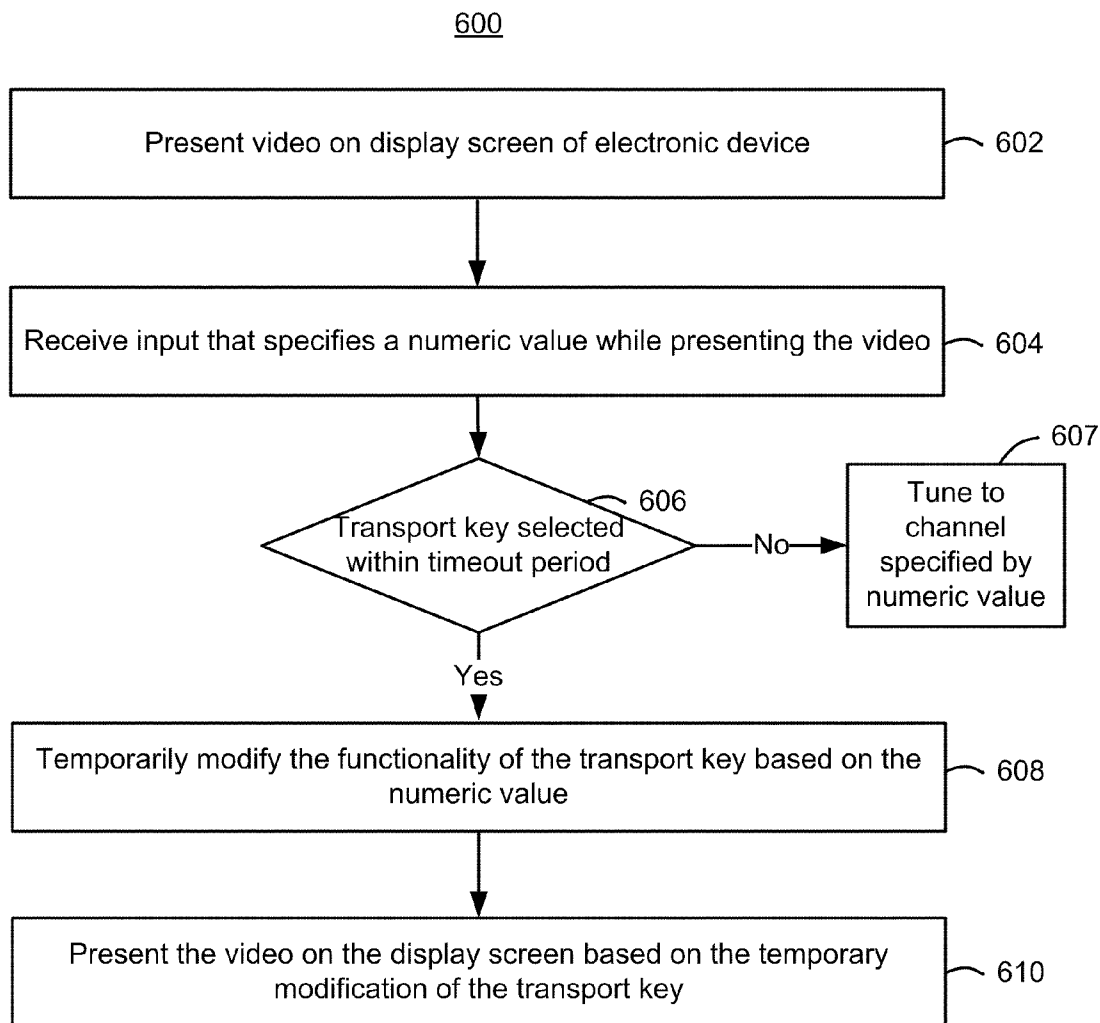 600
Present video on display screen of electronic device
602
Receive input that specifies a numeric value while presenting the video
604
607
606
Transport key selected
within timeout period
No
Tune to
channel
specified by
numeric value
Yes
Temporarily modify the functionality of the transport key based on the
numeric value
608
Present the video on the display screen based on the temporary
modification of the transport key
610